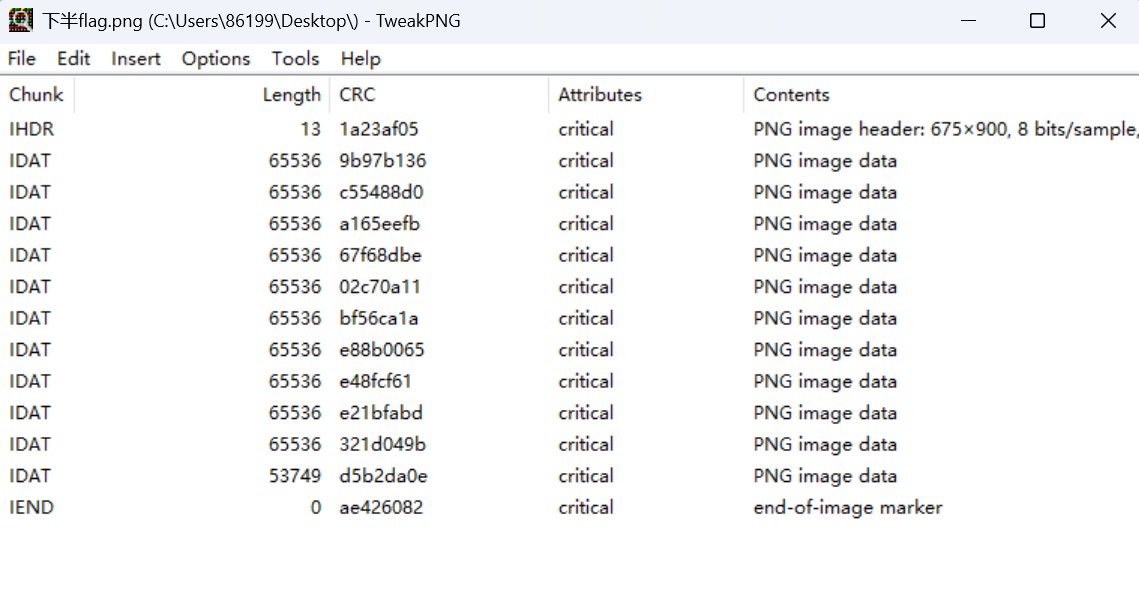 下半flag.png (C:\Users\86199\Desktop\) - TweakPNG
File Edit Insert Options Tools Help
Chunk Length CRC Attributes Contents
IHDR 13 1a23af05 critical PNG image header: 675×900, 8 bits/sample,
IDAT 65536 9b97b136 critical PNG image data
IDAT 65536 c55488d0 critical PNG image data
IDAT 65536 a165eefb critical PNG image data
IDAT 65536 67f68dbe critical PNG image data
IDAT 65536 02c70a11 critical PNG image data
IDAT 65536 bf56ca1a critical PNG image data
IDAT 65536 e88b0065 critical PNG image data
IDAT 65536 e48fcf61 critical PNG image data
IDAT 65536 e21bfabd critical PNG image data
IDAT 65536 321d049b critical PNG image data
IDAT 53749 d5b2da0e critical PNG image data
IEND 0 ae426082 critical end-of-image marker